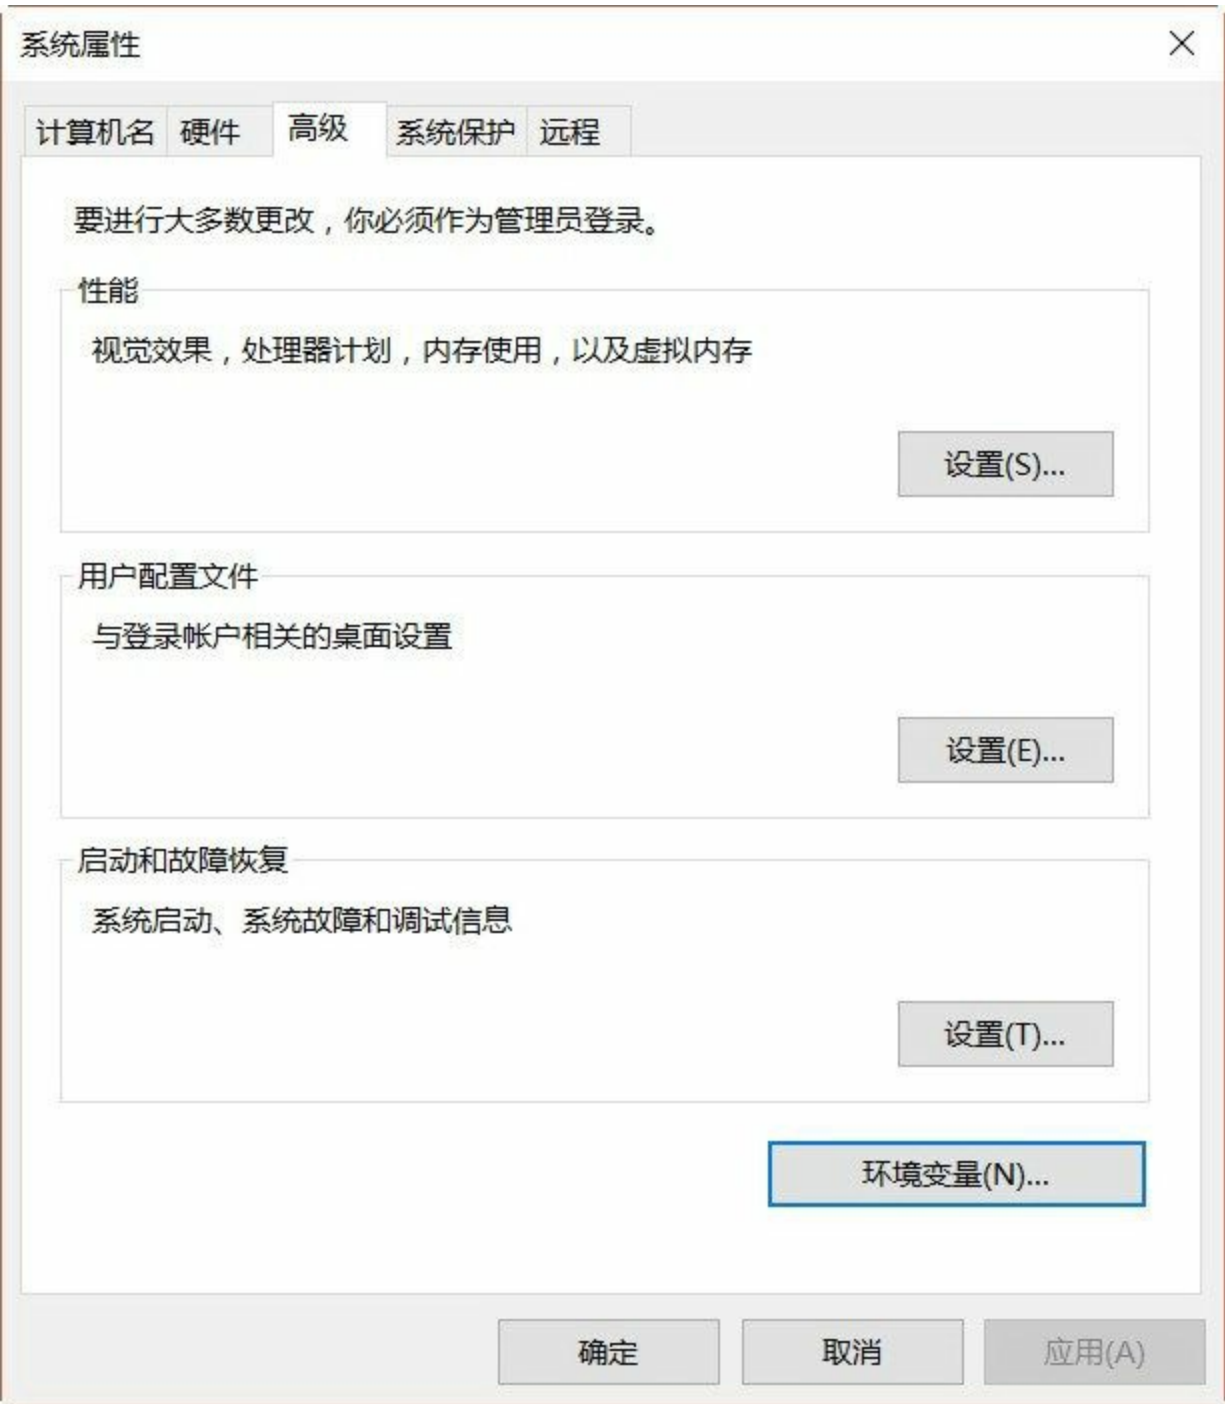 系统属性
计算机名 硬件 高级 系统保护 远程
要进行大多数更改，你必须作为管理员登录。
性能
视觉效果，处理器计划，内存使用，以及虚拟内存
设置(S)...
用户配置文件
与登录帐户相关的桌面设置
设置(E)...
启动和故障恢复
系统启动、系统故障和调试信息
设置(T)...
环境变量(N)...
确定 取消 应用(A)